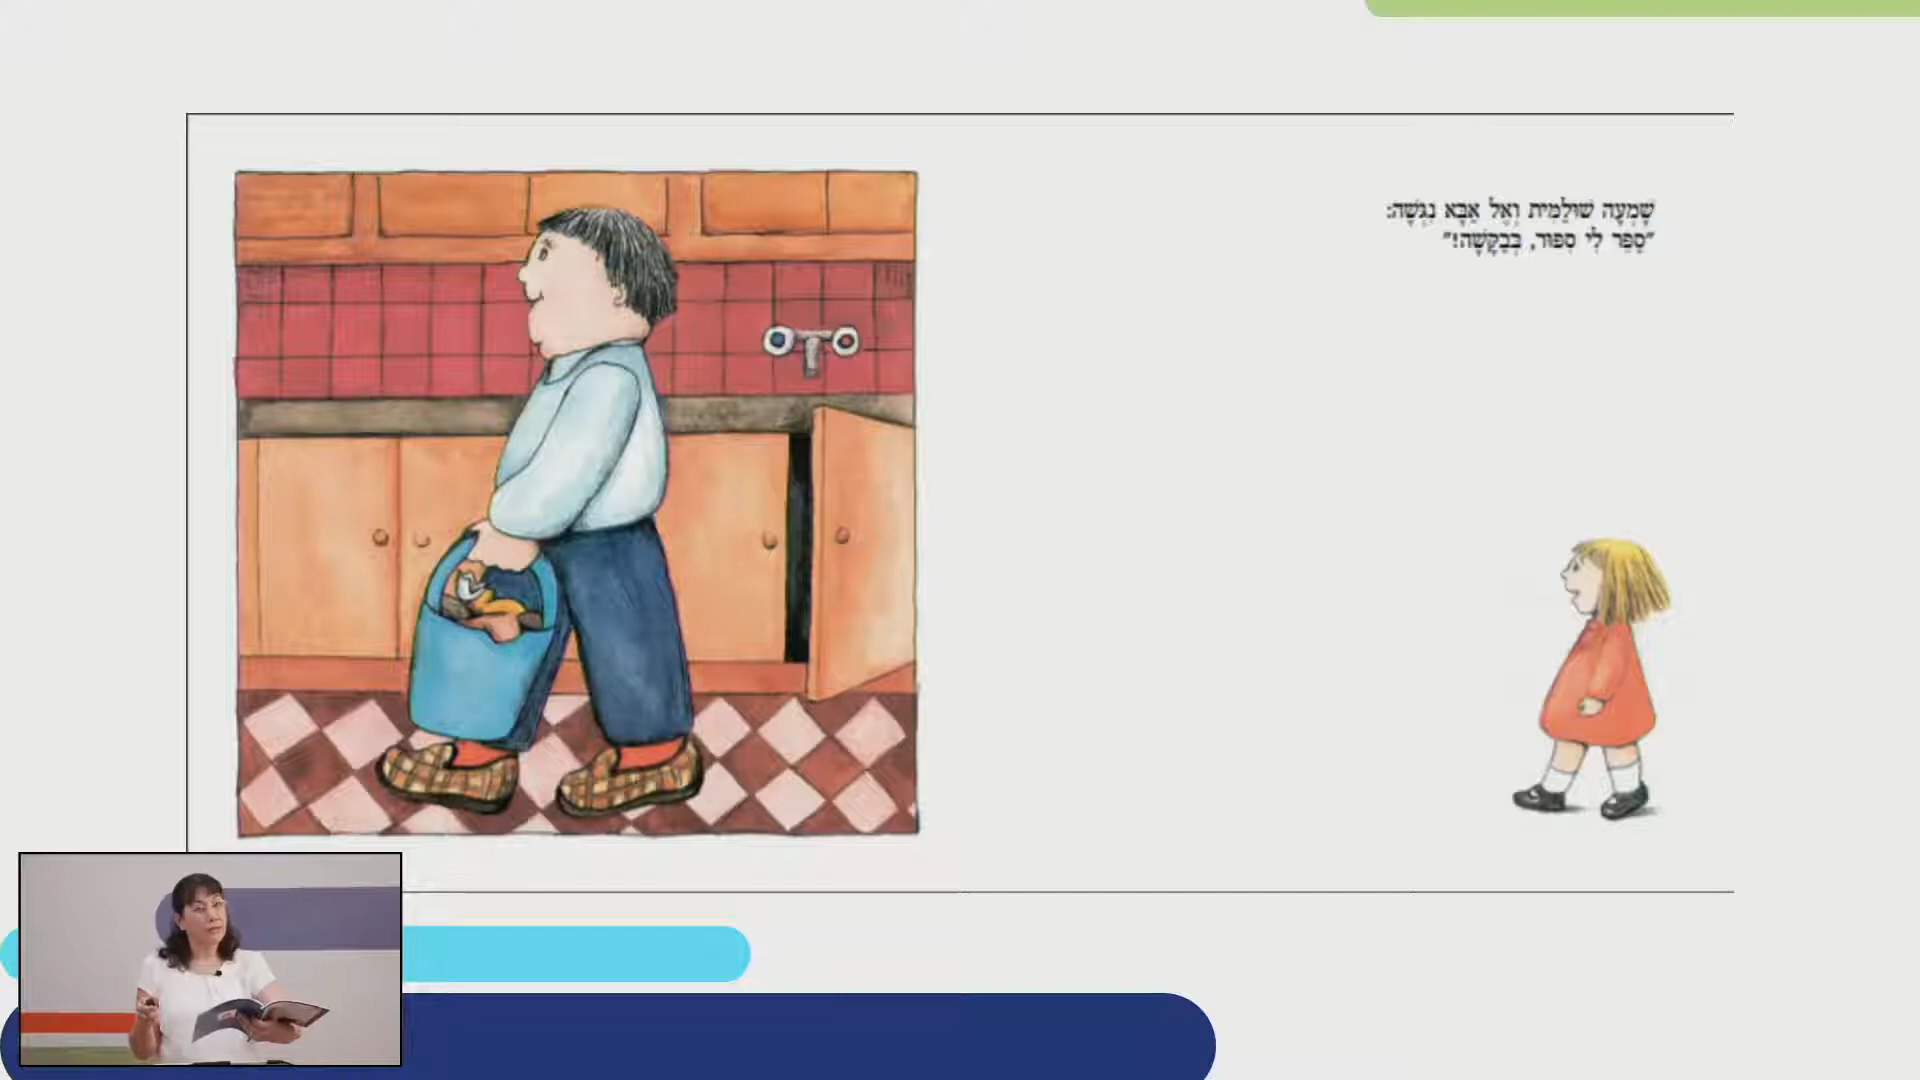 שָׁמְעָה שׁוּלַמִּית וְאֶל אַבָּא נִגְּשָׁה:
"סַפֵּר לִי סִפּוּר, בְּבַקָּשָׁה!"